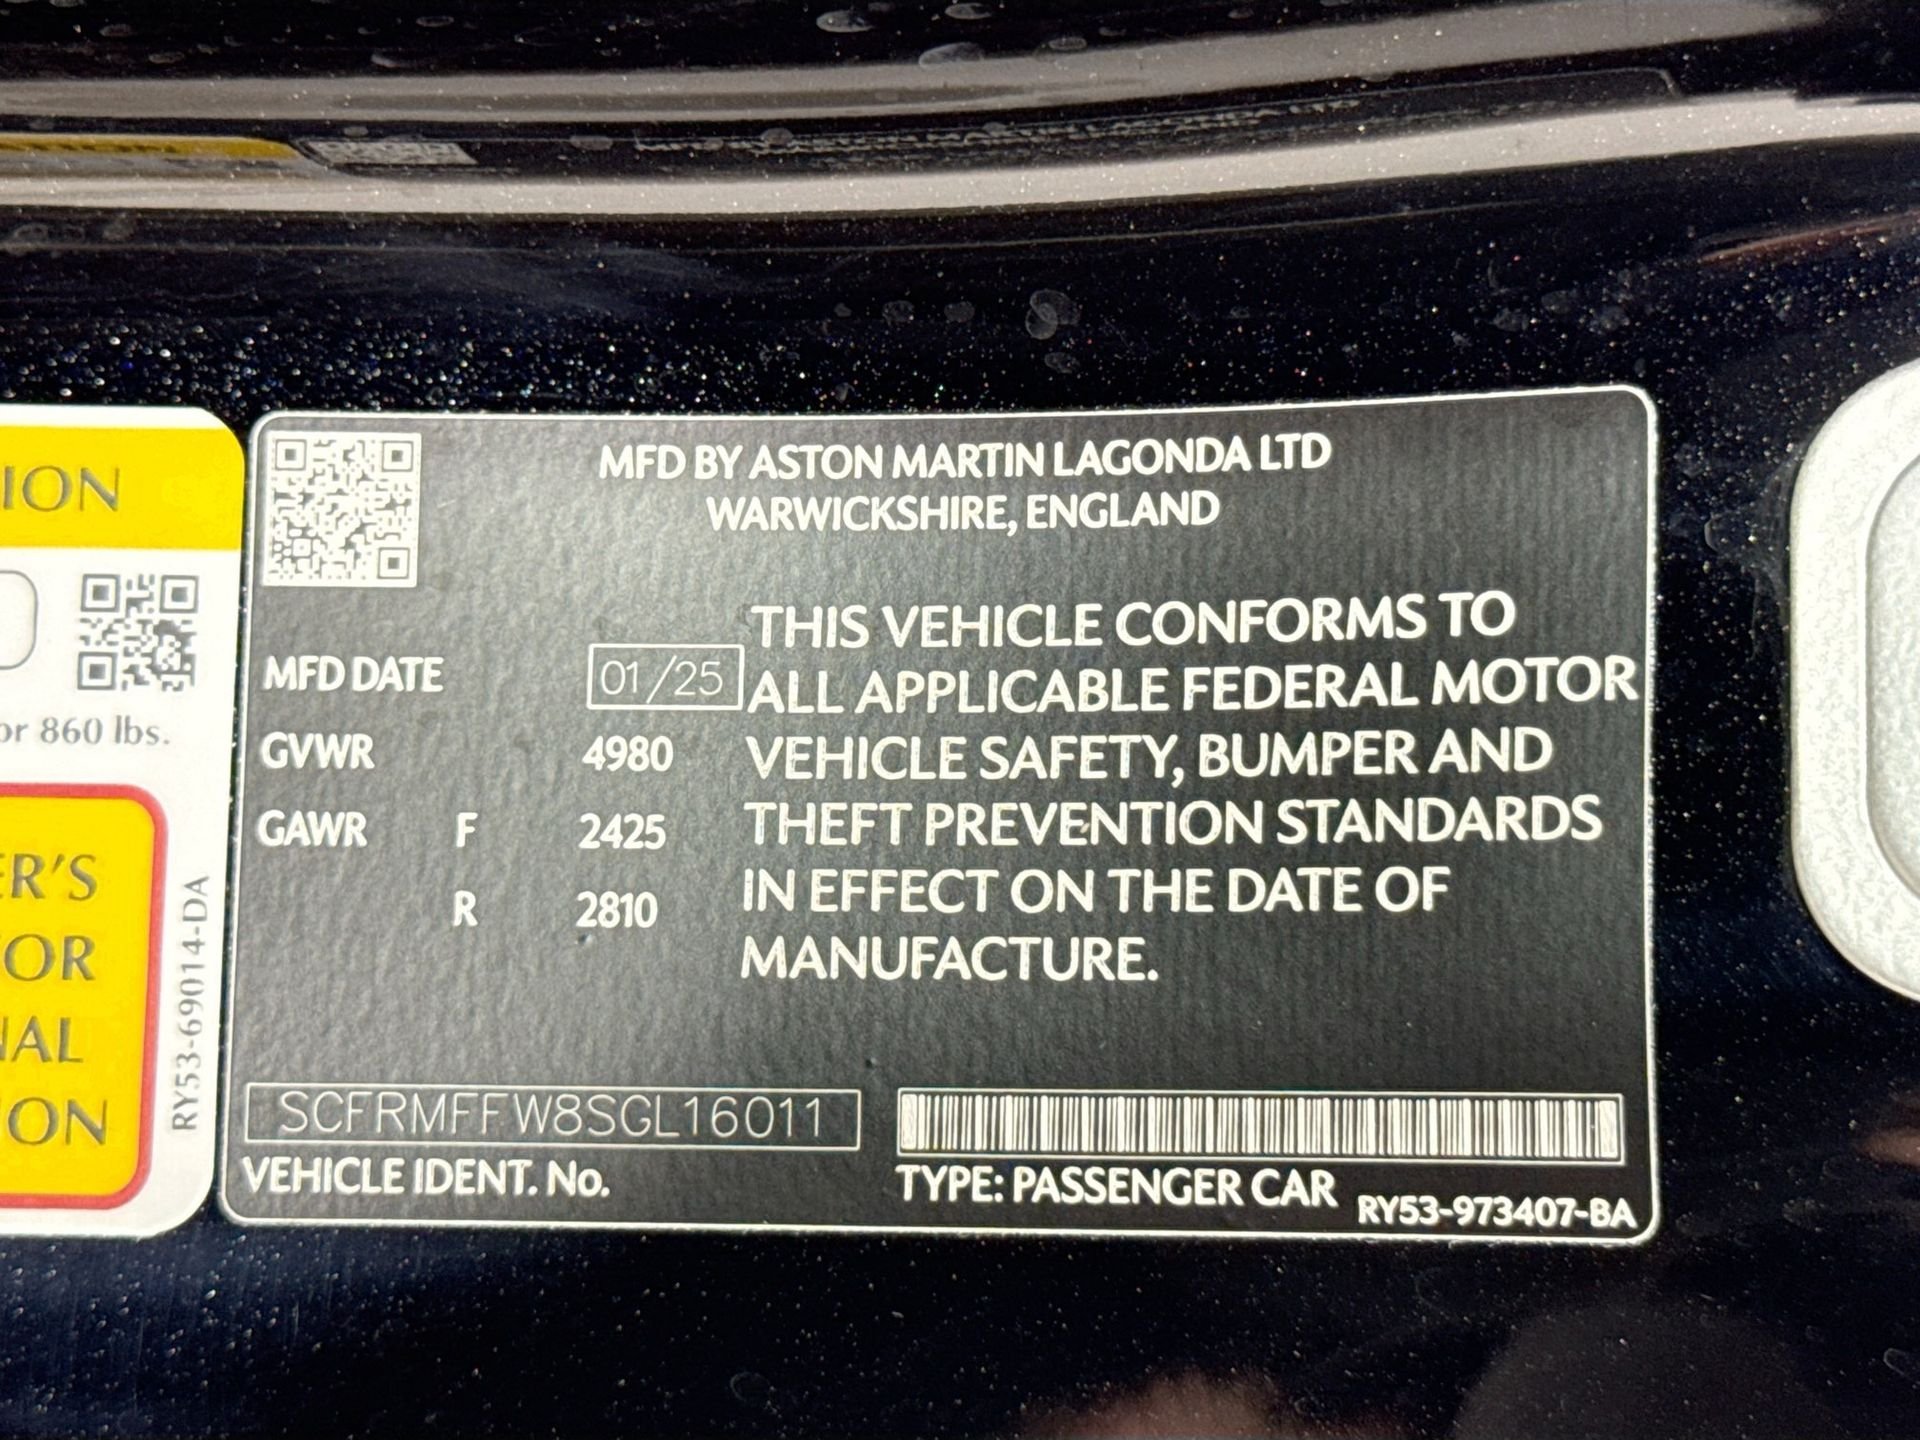 ION
or 860 lbs.
ER'S
OR
NAL
ION
RY53-69014-DA
MFD BY ASTON MARTIN LAGONDA LTD
WARWICKSHIRE, ENGLAND
MFD DATE 01/25
GVWR 4980
GAWR F 2425
R 2810
THIS VEHICLE CONFORMS TO
ALL APPLICABLE FEDERAL MOTOR
VEHICLE SAFETY, BUMPER AND
THEFT PREVENTION STANDARDS
IN EFFECT ON THE DATE OF
MANUFACTURE.
SCFRMFFW8SGL16011
VEHICLE IDENT. No.
TYPE: PASSENGER CAR
RY53-973407-BA